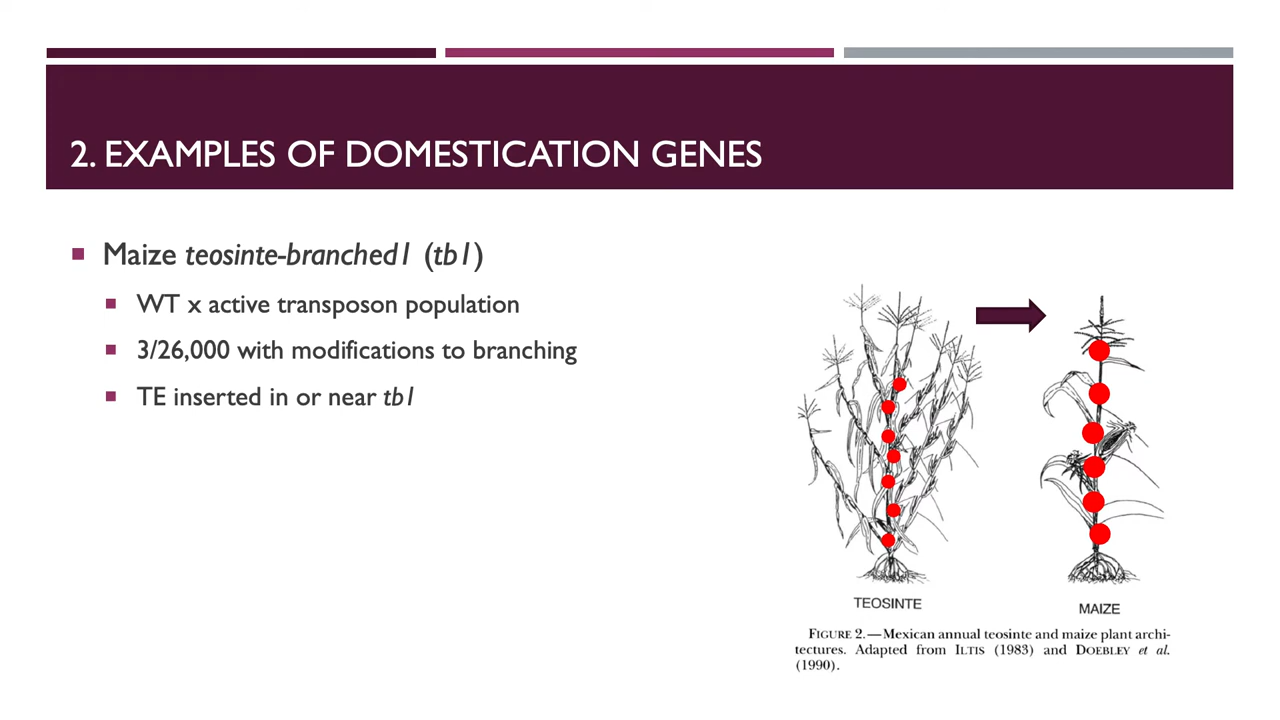 2. EXAMPLES OF DOMESTICATION GENES
Maize teosinte-branched1 (tb1)
WT x active transposon population
3/26,000 with modifications to branching
TE inserted in or near tb1
TEOSINTE
MAIZE
FIGURE 2.—Mexican annual teosinte and maize plant archi-
tectures. Adapted from ILTIS (1983) and DOEBLEY et al.
(1990).